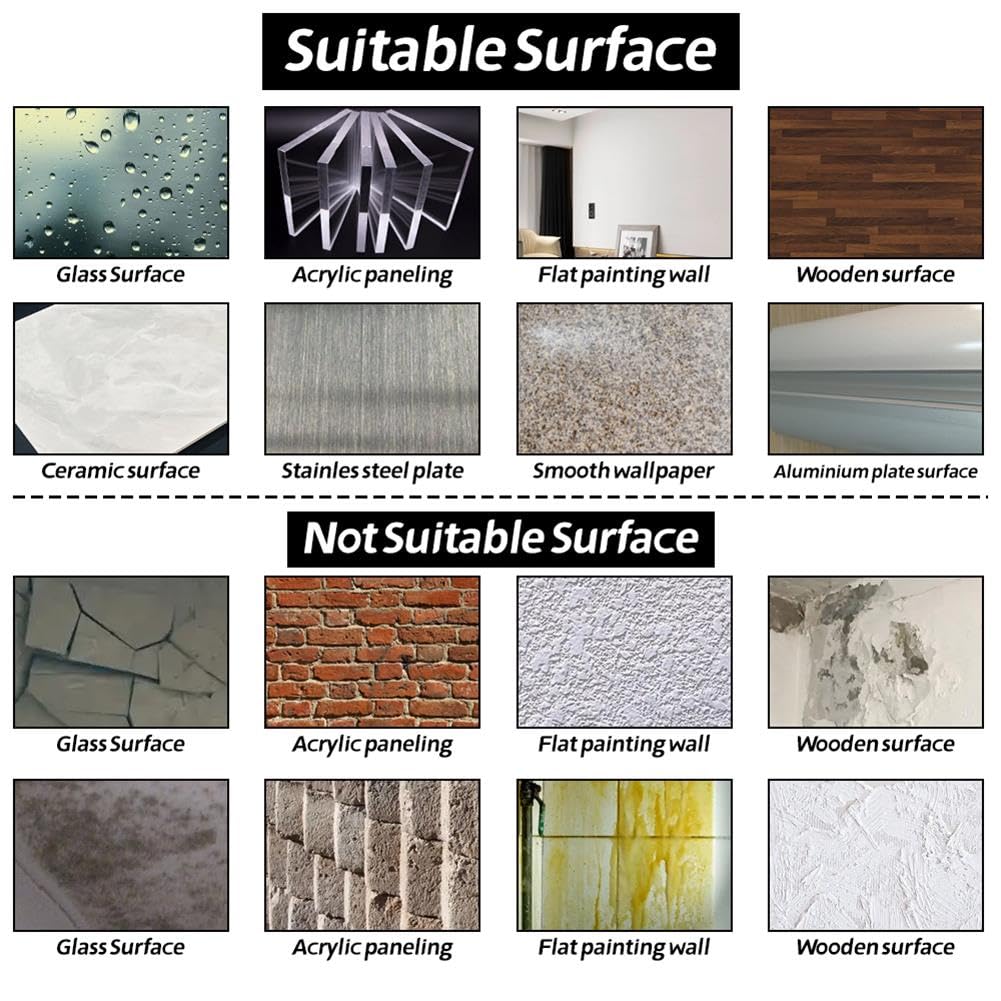 Suitable Surface
Glass Surface
Acrylic paneling
Flat painting wall
Wooden surface
Ceramic surface
Stainles steel plate
Smooth wallpaper
Aluminium plate surface
Not Suitable Surface
Glass Surface
Acrylic paneling
Flat painting wall
Wooden surface
Glass Surface
Acrylic paneling
Flat painting wall
Wooden surface